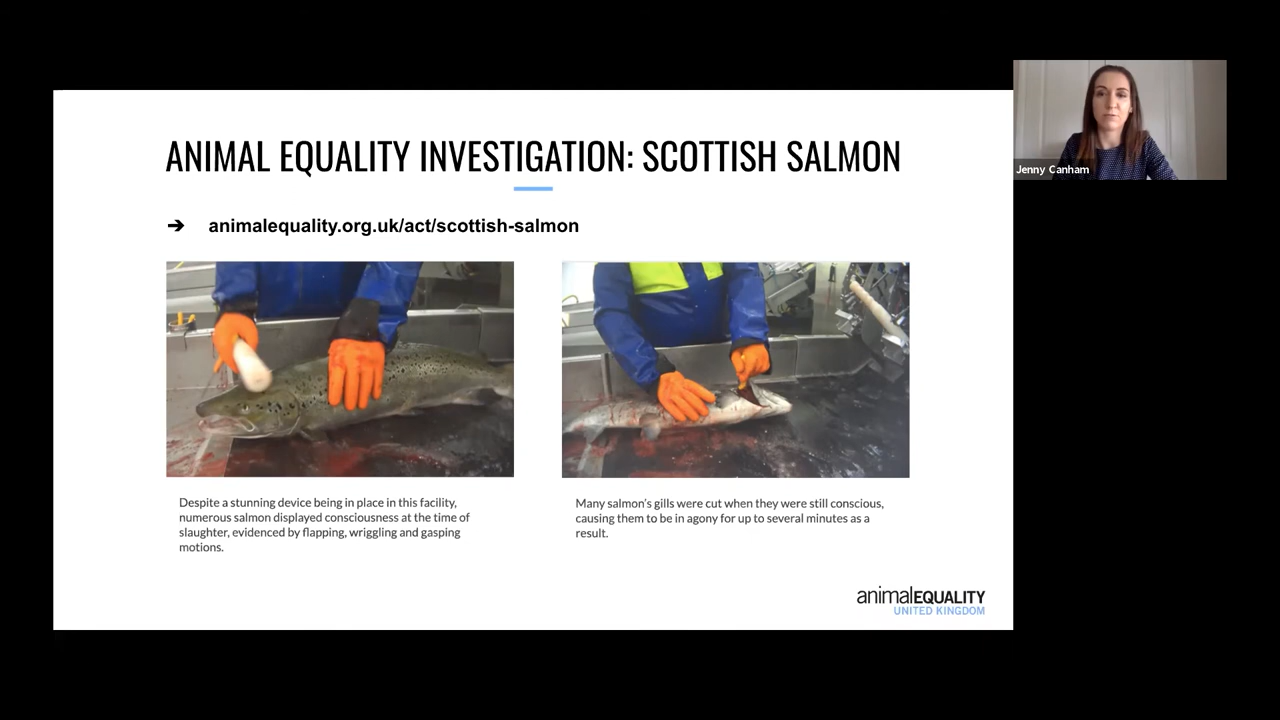 ANIMAL EQUALITY INVESTIGATION: SCOTTISH SALMON
➔ animalequality.org.uk/act/scottish-salmon
Despite a stunning device being in place in this facility,
numerous salmon displayed consciousness at the time of
slaughter, evidenced by flapping, wriggling and gasping
motions.
Many salmon's gills were cut when they were still conscious,
causing them to be in agony for up to several minutes as a
result.
animalEQUALITY
UNITED KINGDOM
Jenny Canham